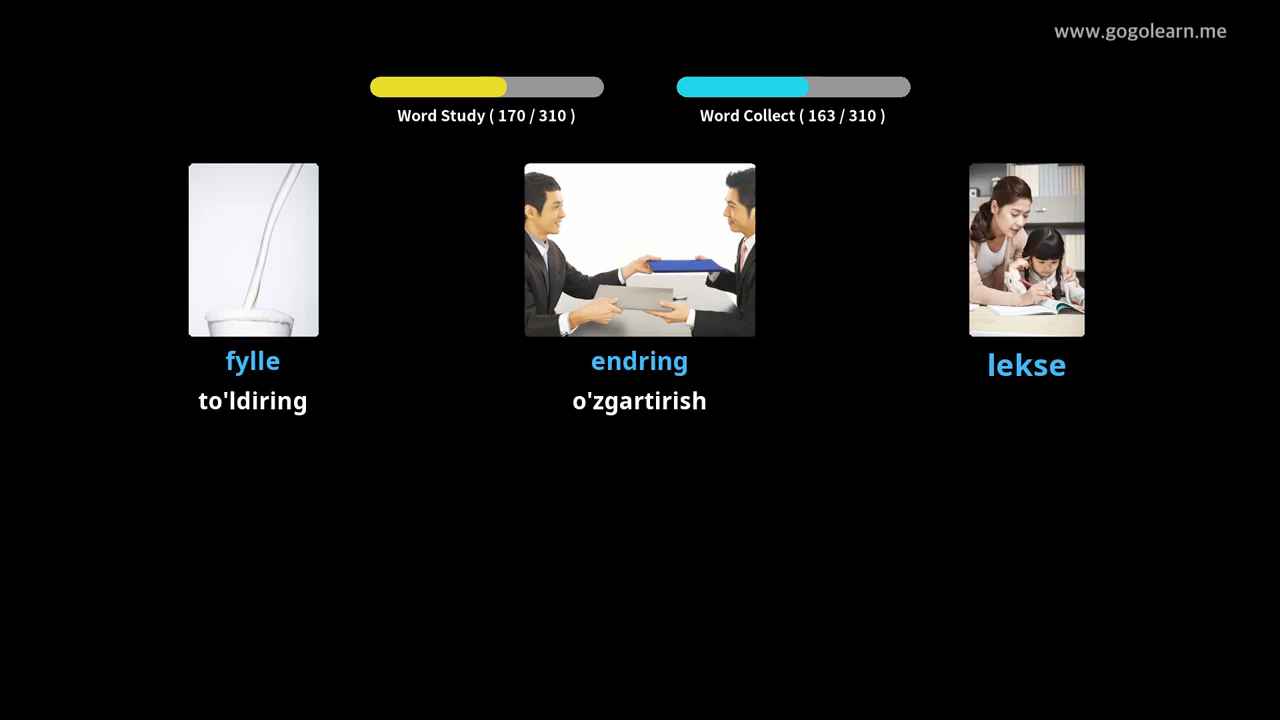 www.gogolearn.me
Word Study ( 170 / 310 )
Word Collect ( 163 / 310 )
fylle
endring
lekse
to'ldiring
o'zgartirish